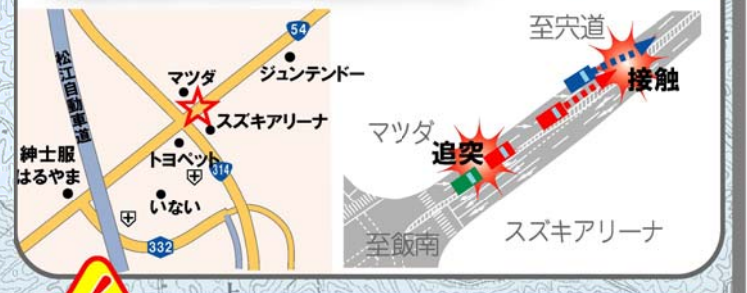 54
松江自動車道
マツダ
ジュンテンドー
スズキアリーナ
紳士服
はるやま
トヨペット
314
いない
332
至宍道
接触
マツダ
追突
至飯南
スズキアリーナ